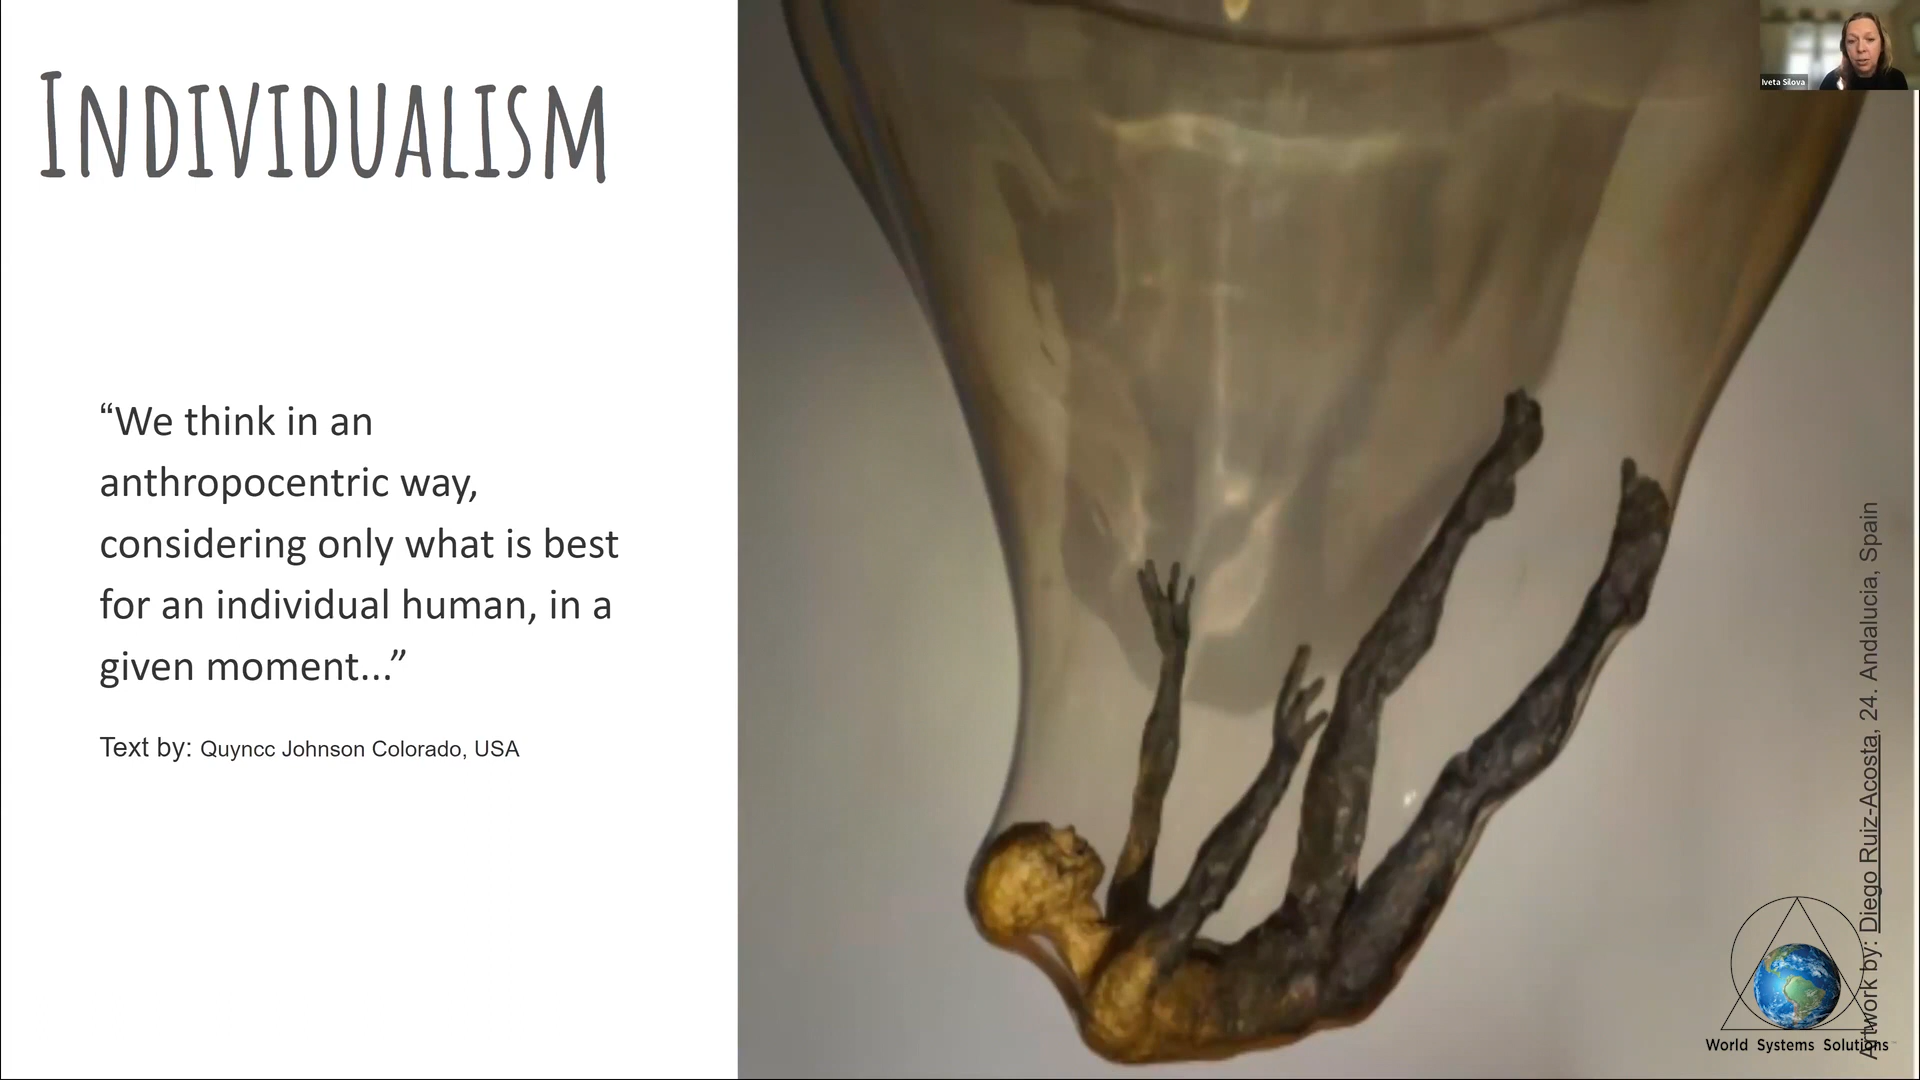 INDIVIDUALISM
Iveta Silova
“We think in an
anthropocentric way,
considering only what is best
for an individual human, in a
given moment...”
Text by: Quyncc Johnson Colorado, USA
Artwork by: Diego Ruiz-Acosta, 24. Andalucia, Spain
World Systems Solutions